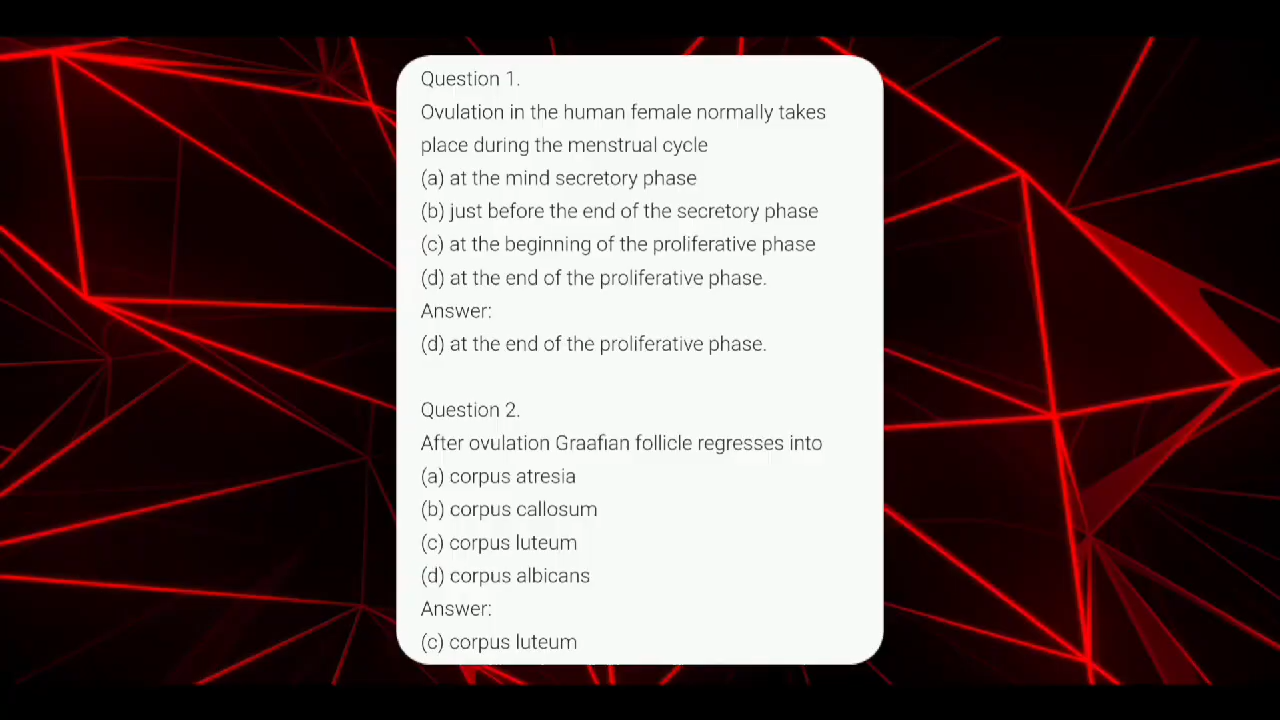 Question 1.
Ovulation in the human female normally takes
place during the menstrual cycle
(a) at the mind secretory phase
(b) just before the end of the secretory phase
(c) at the beginning of the proliferative phase
(d) at the end of the proliferative phase.
Answer:
(d) at the end of the proliferative phase.
Question 2.
After ovulation Graafian follicle regresses into
(a) corpus atresia
(b) corpus callosum
(c) corpus luteum
(d) corpus albicans
Answer:
(c) corpus luteum